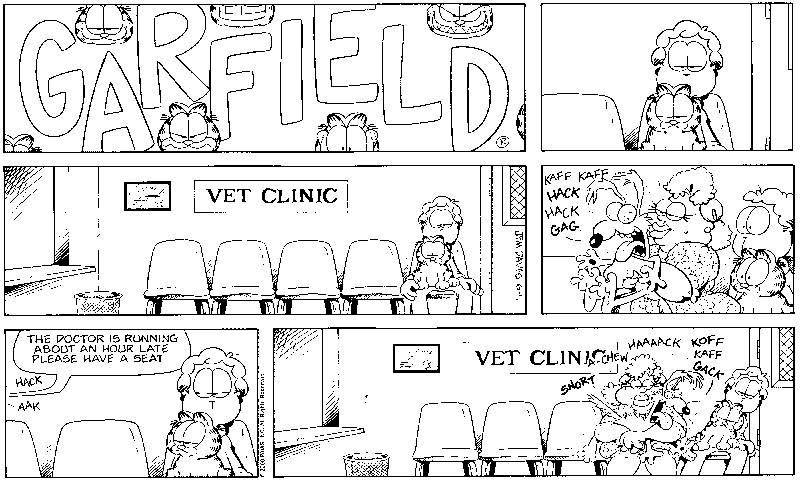 GARFIELD
®
VET CLINIC
KAFF KAFF
HACK
HACK
GAG
THE DOCTOR IS RUNNING
ABOUT AN HOUR LATE
PLEASE HAVE A SEAT
HACK
AAK
VET CLINIC
HAAAACK KOFF
KAFF
GACK
SNORT